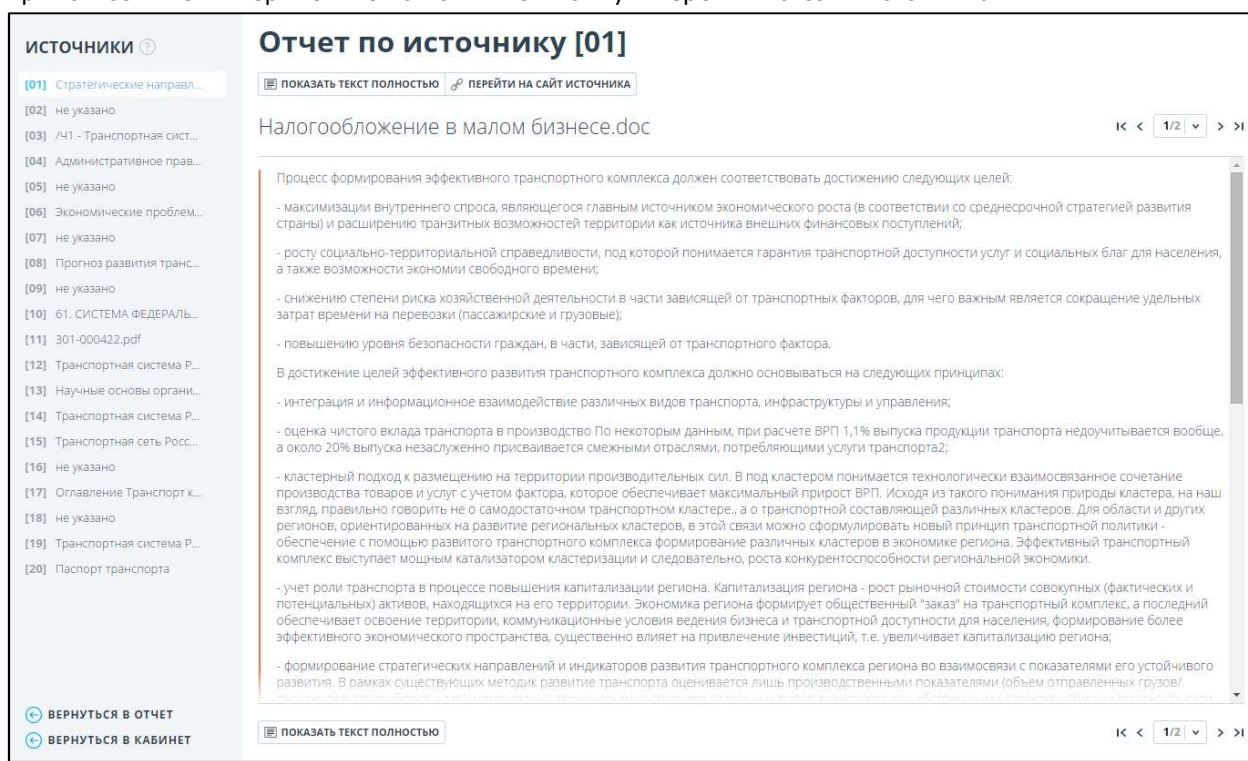 ИСТОЧНИКИ ?
[01] Стратегические направл...
[02] не указано
[03] /Ч1 - Транспортная сист...
[04] Административное прав...
[05] не указано
[06] Экономические проблем...
[07] не указано
[08] Прогноз развития транс...
[09] не указано
[10] 61. СИСТЕМА ФЕДЕРАЛЬ...
[11] 301-000422.pdf
[12] Транспортная система Р...
[13] Научные основы органи...
[14] Транспортная система Р...
[15] Транспортная сеть Росс...
[16] не указано
[17] Оглавление Транспорт к...
[18] не указано
[19] Транспортная система Р...
[20] Паспорт транспорта
ВЕРНУТЬСЯ В ОТЧЕТ
ВЕРНУТЬСЯ В КАБИНЕТ
Отчет по источнику [01]
ПОКАЗАТЬ ТЕКСТ ПОЛНОСТЬЮ ПЕРЕЙТИ НА САЙТ ИСТОЧНИКА
Налогообложение в малом бизнесе.doc
1/2
Процесс формирования эффективного транспортного комплекса должен соответствовать достижению следующих целей:
- максимизации внутреннего спроса, являющегося главным источником экономического роста (в соответствии со среднесрочной стратегией развития
страны) и расширению транзитных возможностей территории как источника внешних финансовых поступлений;
- росту социально-территориальной справедливости, под которой понимается гарантия транспортной доступности услуг и социальных благ для населения,
а также возможности экономии свободного времени;
- снижению степени риска хозяйственной деятельности в части зависящей от транспортных факторов, для чего важным является сокращение удельных
затрат времени на перевозки (пассажирские и грузовые);
- повышению уровня безопасности граждан, в части, зависящей от транспортного фактора.
В достижение целей эффективного развития транспортного комплекса должно основываться на следующих принципах:
- интеграция и информационное взаимодействие различных видов транспорта, инфраструктуры и управления;
- оценка чистого вклада транспорта в производство По некоторым данным, при расчете ВРП 1,1% выпуска продукции транспорта недоучитывается вообще,
а около 20% выпуска незаслуженно присваивается смежными отраслями, потребляющими услуги транспорта2;
- кластерный подход к размещению на территории производительных сил. В под кластером понимается технологически взаимосвязанное сочетание
производства товаров и услуг с учетом фактора, которое обеспечивает максимальный прирост ВРП. Исходя из такого понимания природы кластера, на наш
взгляд, правильно говорить не о самодостаточном транспортном кластере., а о транспортной составляющей различных кластеров. Для области и других
регионов, ориентированных на развитие региональных кластеров, в этой связи можно сформулировать новый принцип транспортной политики -
обеспечение с помощью развитого транспортного комплекса формирование различных кластеров в экономике региона. Эффективный транспортный
комплекс выступает мощным катализатором кластеризации и следовательно, роста конкурентоспособности региональной экономики.
- учет роли транспорта в процессе повышения капитализации региона. Капитализация региона - рост рыночной стоимости совокупных (фактических и
потенциальных) активов, находящихся на его территории. Экономика региона формирует общественный "заказ" на транспортный комплекс, а последний
обеспечивает освоение территории, коммуникационные условия ведения бизнеса и транспортной доступности для населения, формирование более
эффективного экономического пространства, существенно влияет на привлечение инвестиций, т.е. увеличивает капитализацию региона;
- формирование стратегических направлений и индикаторов развития транспортного комплекса региона во взаимосвязи с показателями его устойчивого
развития. В рамках существующих методик развитие транспорта оценивается лишь производственными показателями (объем отправленных грузов/
ПОКАЗАТЬ ТЕКСТ ПОЛНОСТЬЮ
1/2